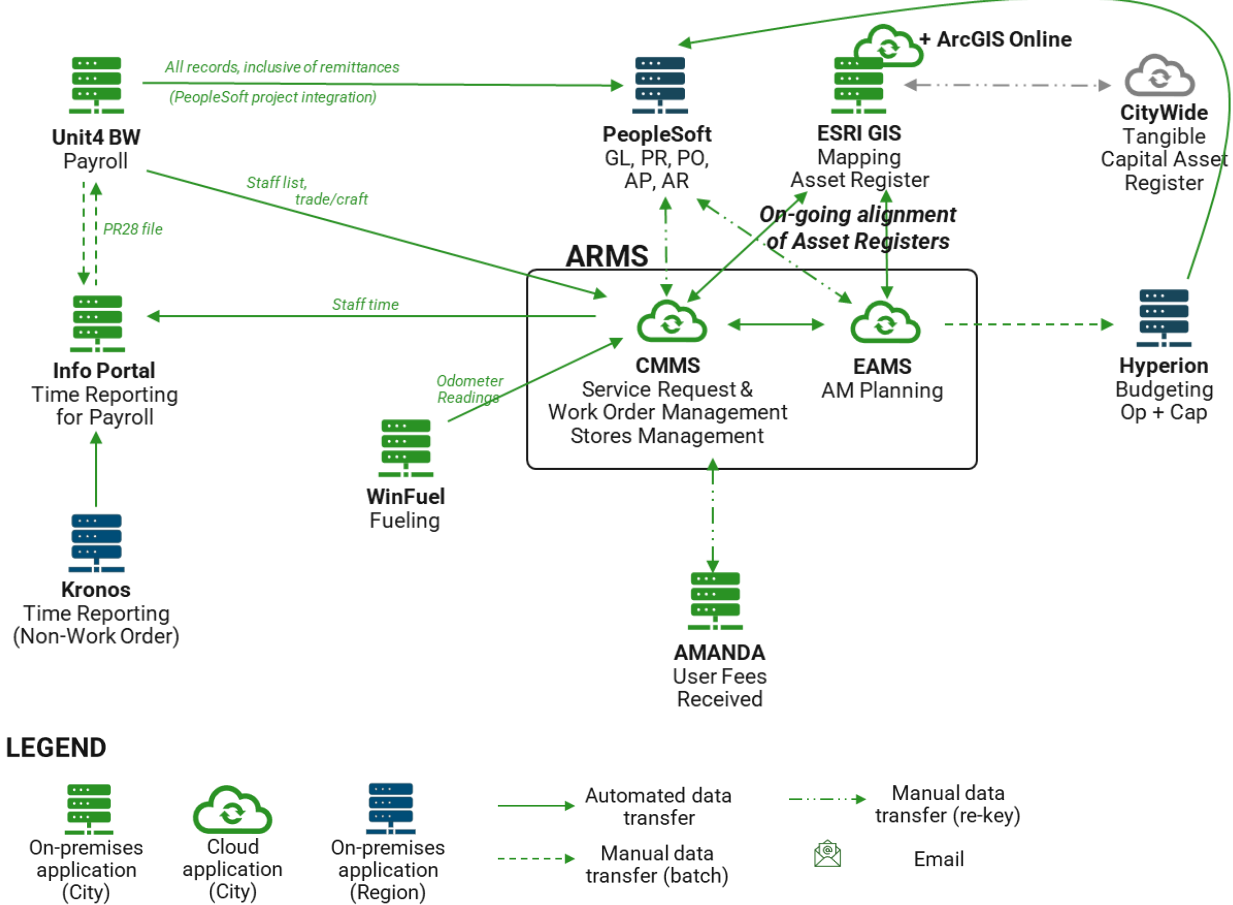 + ArcGIS Online
All records, inclusive of remittances
(PeopleSoft project integration)
Unit4 BW
Payroll
PeopleSoft
GL, PR, PO,
AP, AR
ESRI GIS
Mapping
Asset Register
CityWide
Tangible
Capital Asset
Register
Staff list,
trade/craft
PR28 file
On-going alignment
of Asset Registers
ARMS
Staff time
Info Portal
Time Reporting
for Payroll
CMMS
Service Request &
Work Order Management
Stores Management
EAMS
AM Planning
Hyperion
Budgeting
Op + Cap
Odometer
Readings
WinFuel
Fueling
Kronos
Time Reporting
(Non-Work Order)
AMANDA
User Fees
Received
LEGEND
On-premises
application
(City)
Cloud
application
(City)
On-premises
application
(Region)
Automated data
transfer
Manual data
transfer (batch)
Manual data
transfer (re-key)
Email